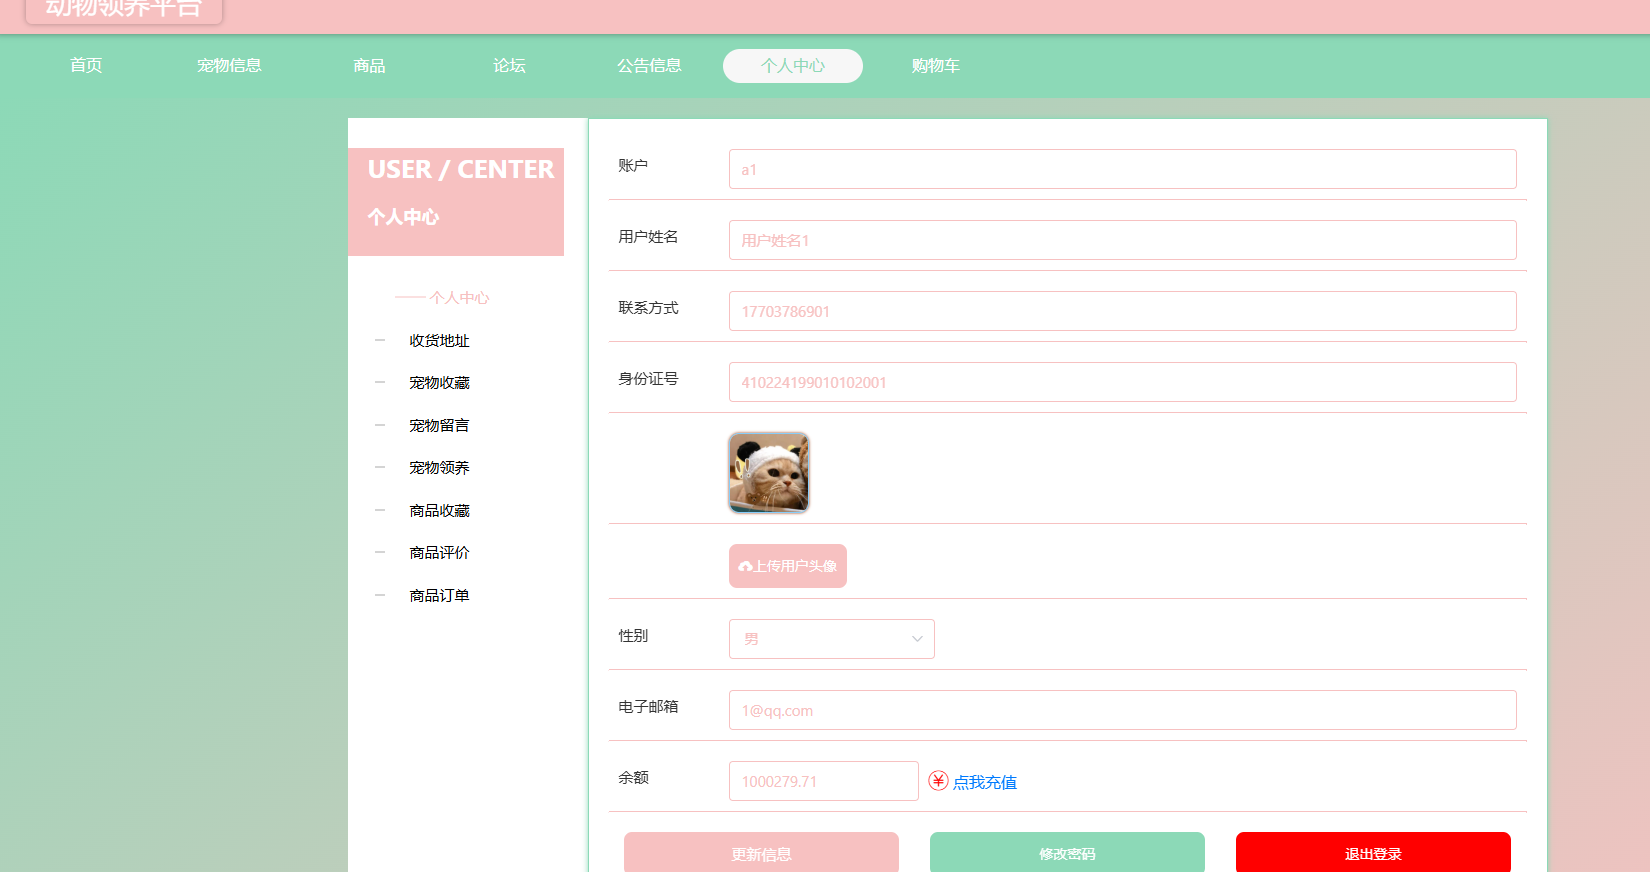 动物领养平台
首页 宠物信息 商品 论坛 公告信息 个人中心 购物车
USER / CENTER
个人中心
个人中心
收货地址
宠物收藏
宠物留言
宠物领养
商品收藏
商品评价
商品订单
账户 a1
用户姓名 用户姓名1
联系方式 17703786901
身份证号 410224199010102001
上传用户头像
性别 男
电子邮箱 1@qq.com
余额 1000279.71 点我充值
更新信息 修改密码 退出登录